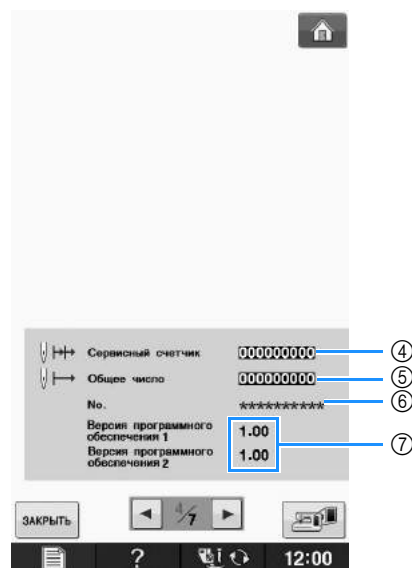 Сервисный счетчик 000000000 ④
Общее число 000000000 ⑤
No. ********** ⑥
Версия программного
обеспечения 1 1.00 ⑦
Версия программного
обеспечения 2 1.00
ЗАКРЫТЬ 4/7
? i 12:00